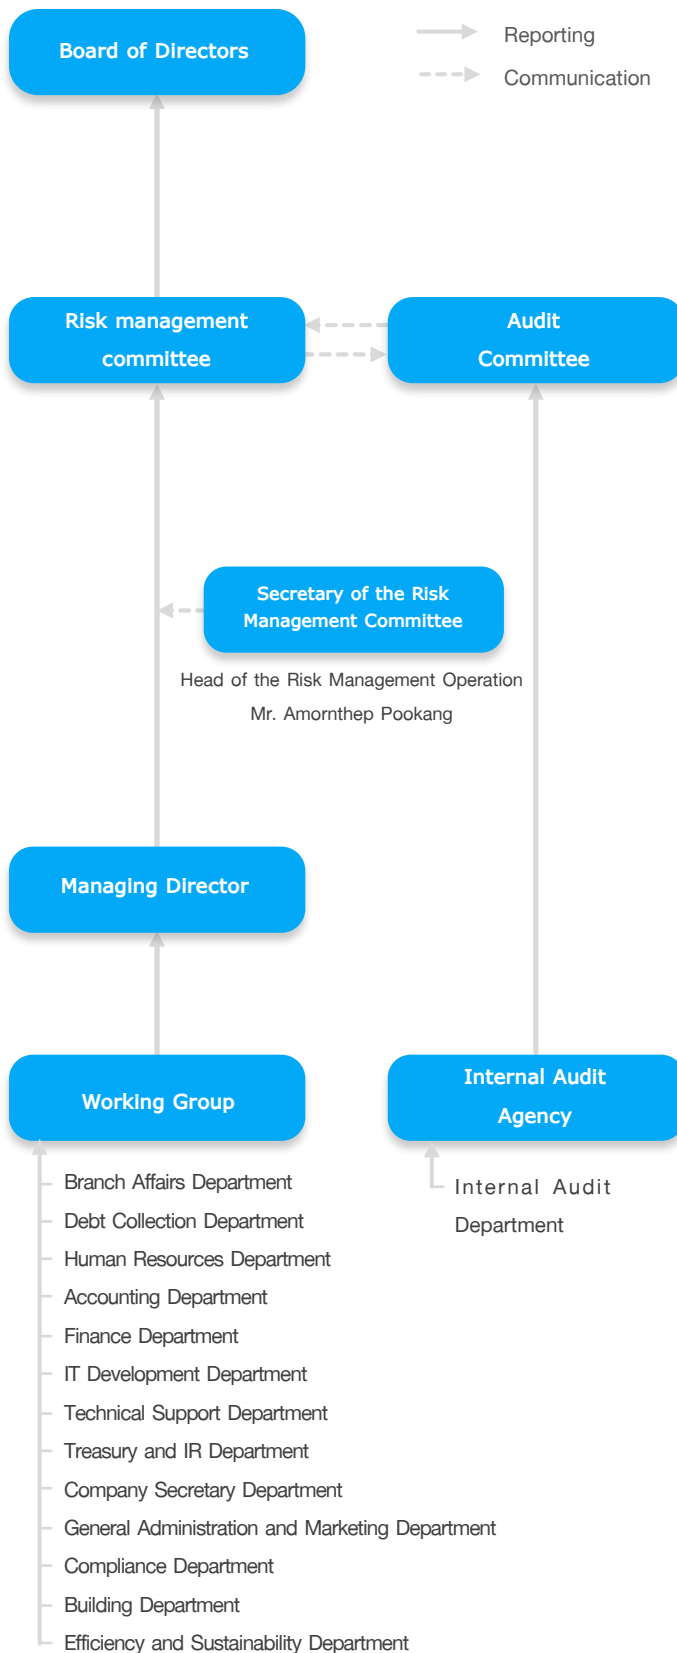 Board of Directors
Reporting
Communication
Risk management
committee
Audit
Committee
Secretary of the Risk
Management Committee
Head of the Risk Management Operation
Mr. Amornthep Pookang
Managing Director
Working Group
Internal Audit
Agency
Branch Affairs Department
Debt Collection Department
Human Resources Department
Accounting Department
Finance Department
IT Development Department
Technical Support Department
Treasury and IR Department
Company Secretary Department
General Administration and Marketing Department
Compliance Department
Building Department
Efficiency and Sustainability Department
Internal Audit
Department